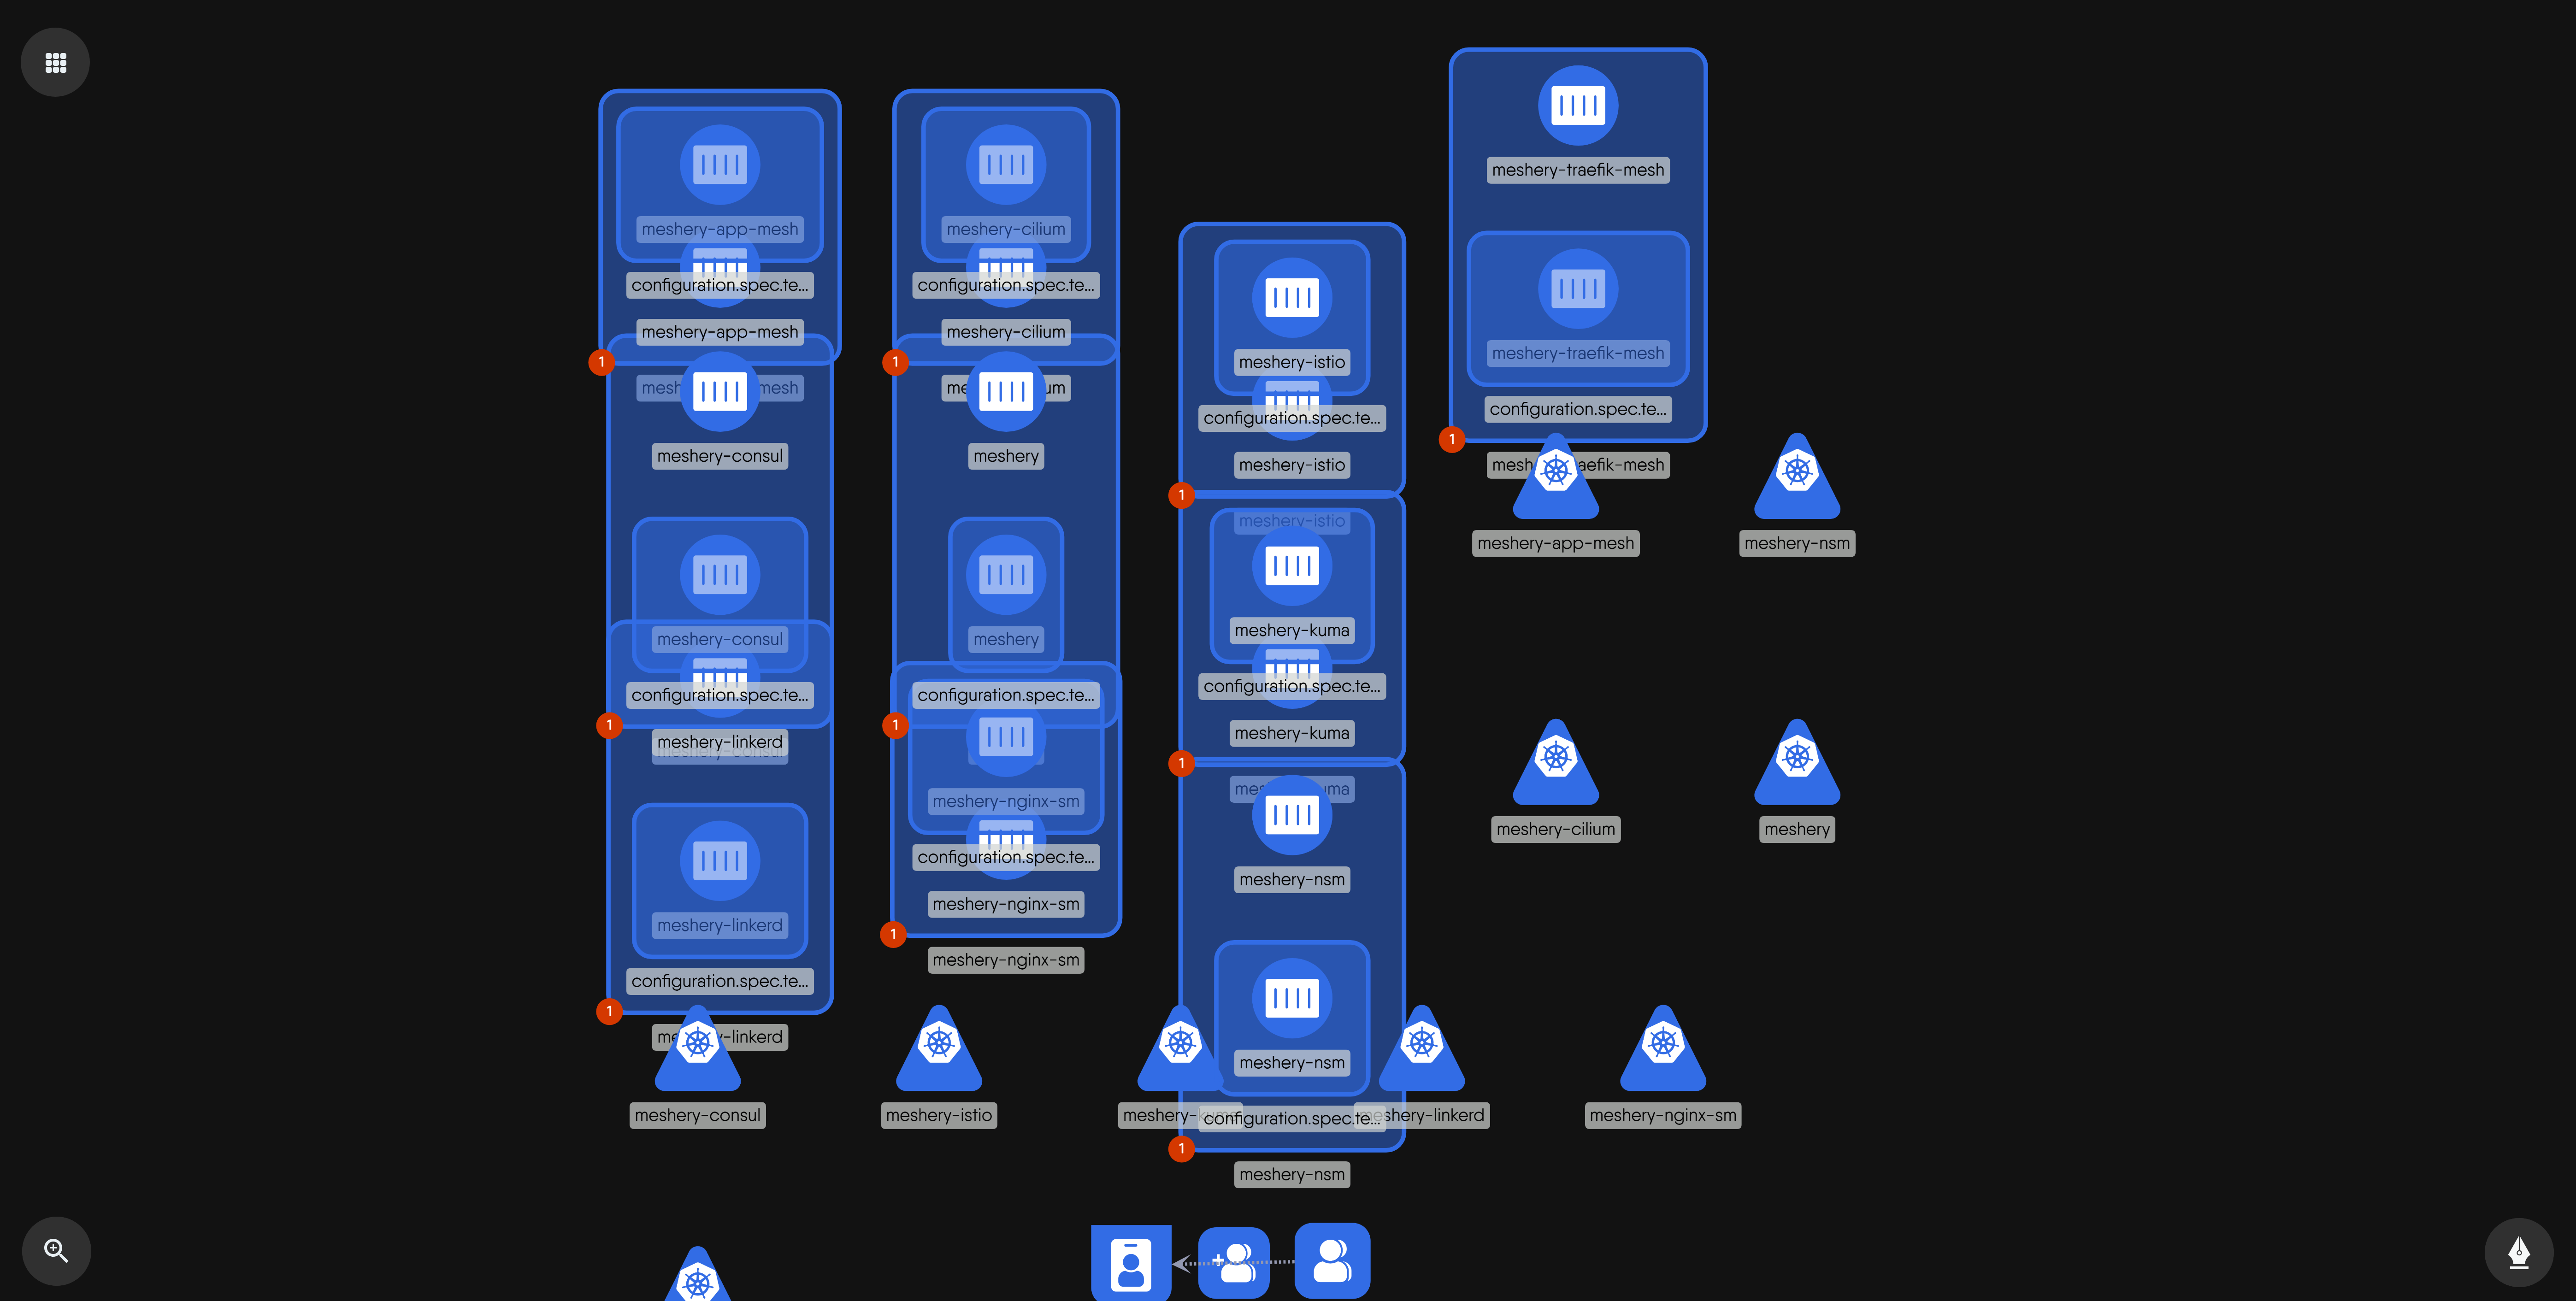 meshery-app-mesh
configuration.spec.te...
meshery-app-mesh
1
mesh mesh
meshery-consul
meshery-consul
configuration.spec.te...
1
meshery-linkerd
meshery-linkerd
configuration.spec.te...
1
me -linkerd
meshery-cilium
configuration.spec.te...
meshery-cilium
1
me um
meshery
meshery
configuration.spec.te...
1
meshery-nginx-sm
configuration.spec.te...
meshery-nginx-sm
1
meshery-nginx-sm
meshery-istio
configuration.spec.te...
meshery-istio
1
meshery-istio
meshery-kuma
configuration.spec.te...
meshery-kuma
1
mes uma
meshery-nsm
meshery-nsm
configuration.spec.te...
1
meshery-nsm
meshery-traefik-mesh
meshery-traefik-mesh
configuration.spec.te...
1
mesh aefik-mesh
meshery-app-mesh
meshery-nsm
meshery-cilium
meshery
meshery-consul
meshery-istio
meshery-
shery-linkerd
meshery-nginx-sm